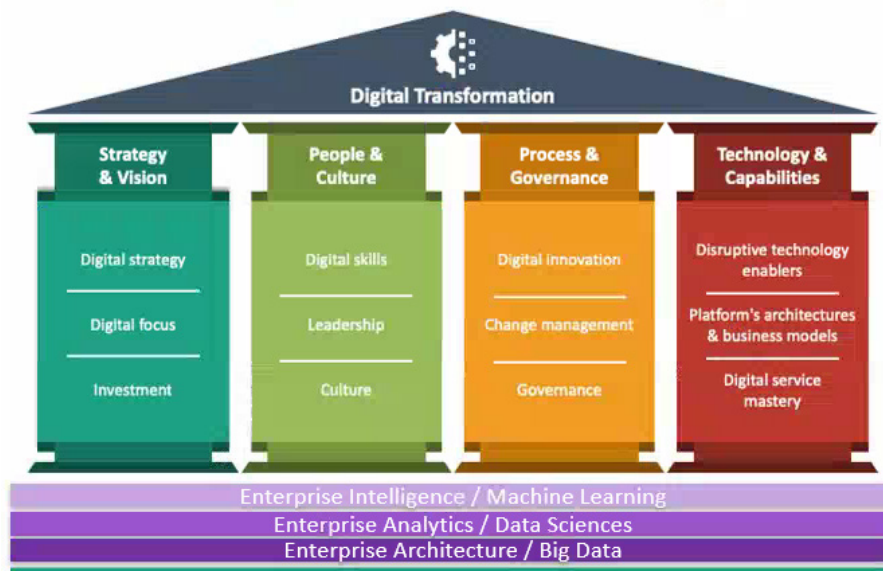 Digital Transformation
Strategy
& Vision
Digital strategy
Digital focus
Investment
People &
Culture
Digital skills
Leadership
Culture
Process &
Governance
Digital innovation
Change management
Governance
Technology &
Capabilities
Disruptive technology
enablers
Platform's architectures
& business models
Digital service
mastery
Enterprise Intelligence / Machine Learning
Enterprise Analytics / Data Sciences
Enterprise Architecture / Big Data